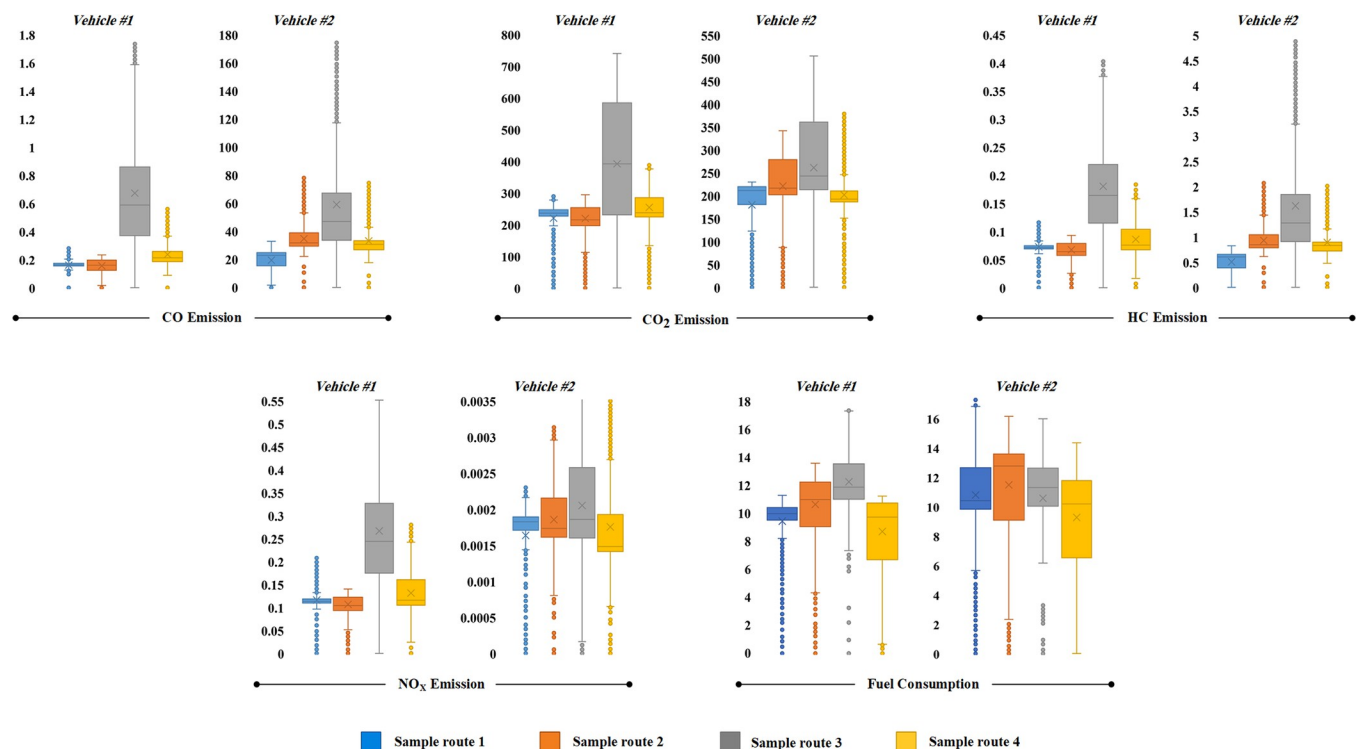 Vehicle #1 Vehicle #2 Vehicle #1 Vehicle #2 Vehicle #1 Vehicle #2
1.8 180 800 550 0.45 5
1.6 160 700 500 0.4 4.5
1.4 140 600 450 0.35 4
1.2 120 500 400 0.3 3.5
1 100 400 350 0.25 3
0.8 80 300 300 0.2 2.5
0.6 60 200 250 0.15 2
0.4 40 100 200 0.1 1.5
0.2 20 0 150 0.05 1
0 0 100 0 0.5
50 0
0
CO Emission CO2 Emission HC Emission
Vehicle #1 Vehicle #2 Vehicle #1 Vehicle #2
0.55 0.0035 18 16
0.5 0.003 16 14
0.45 0.0025 14 12
0.4 0.002 12 10
0.35 0.0015 10 8
0.3 0.001 8 6
0.25 0.0005 6 4
0.2 0 4 2
0.15 2 0
0.1 0
0.05
0
NOX Emission Fuel Consumption
Sample route 1 Sample route 2 Sample route 3 Sample route 4